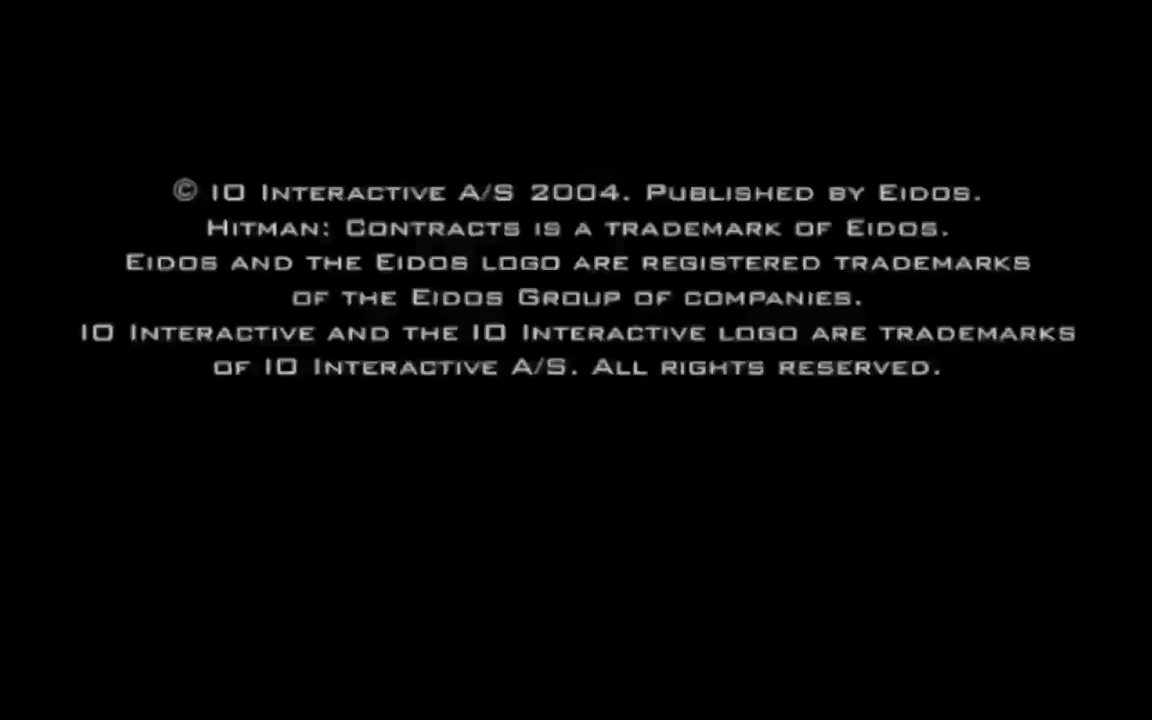 © IO Interactive A/S 2004. Published by Eidos.
Hitman: Contracts is a trademark of Eidos.
Eidos and the Eidos logo are registered trademarks
of the Eidos Group of companies.
IO Interactive and the IO Interactive logo are trademarks
of IO Interactive A/S. All rights reserved.